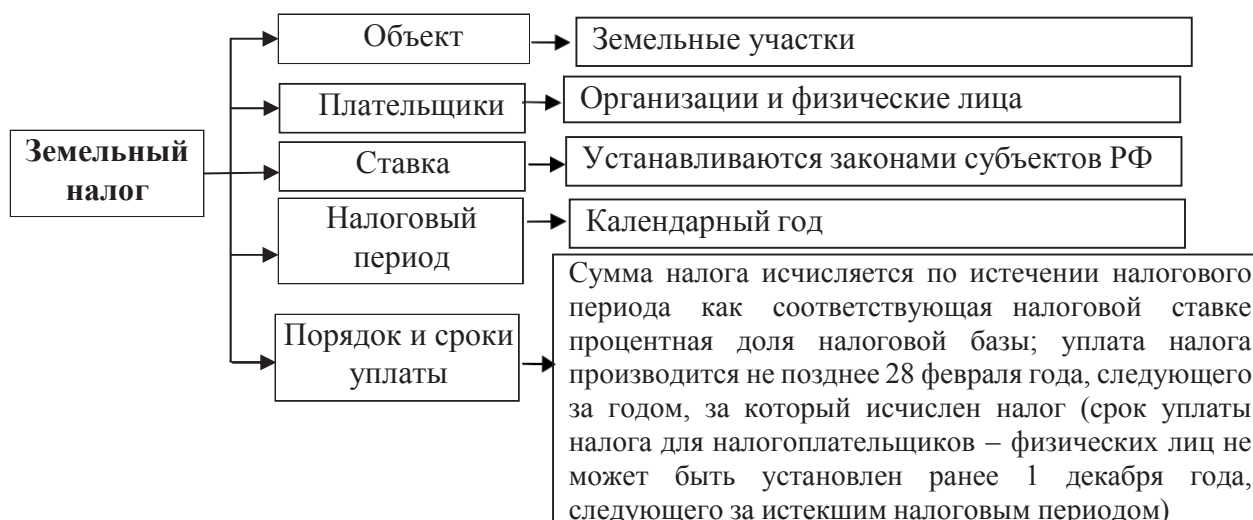 Объект
Земельные участки
Плательщики
Организации и физические лица
Земельный
налог
Ставка
Устанавливаются законами субъектов РФ
Налоговый
период
Календарный год
Порядок и сроки
уплаты
Сумма налога исчисляется по истечении налогового
периода как соответствующая налоговой ставке
процентная доля налоговой базы; уплата налога
производится не позднее 28 февраля года, следующего
за годом, за который исчислен налог (срок уплаты
налога для налогоплательщиков – физических лиц не
может быть установлен ранее 1 декабря года,
следующего за истекшим налоговым периодом)